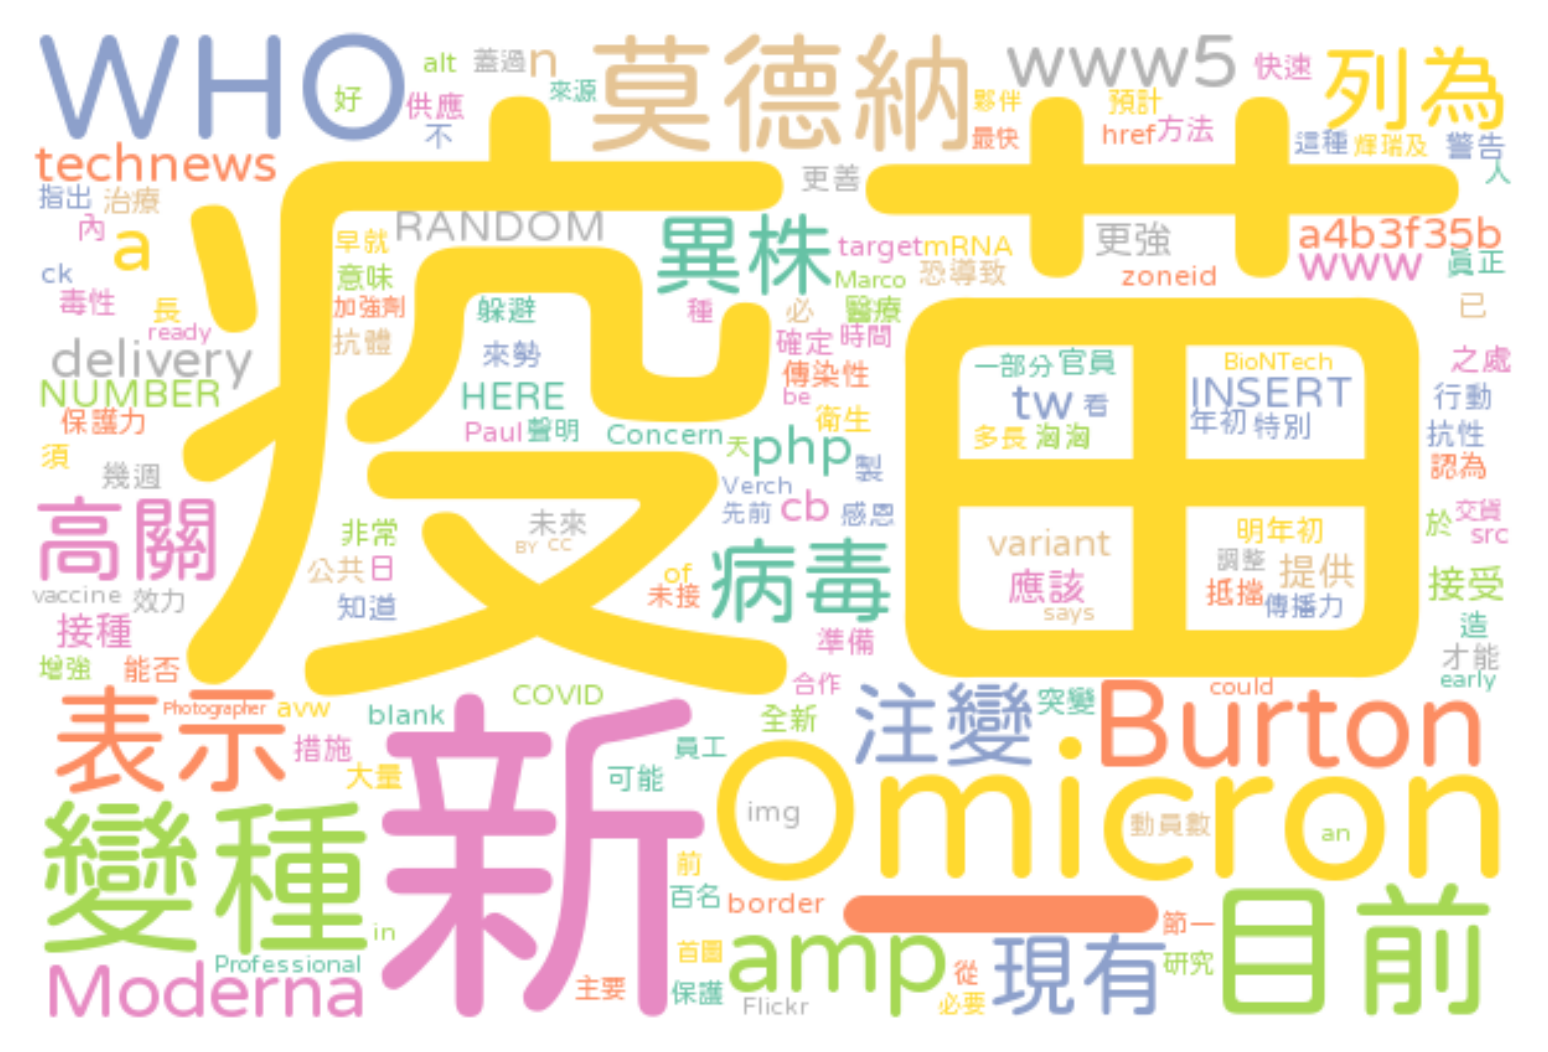 WHO
alt
蓋過
n
莫德納
www5
快速
列為
好
供應
不
來源
夥伴
最快
預計
href
方法
這種
輝瑞及
警告
人
technews
指出
治療
更善
內
a
RANDOM
早就
異株
target
mRNA
更強
a4b3f35b
www
真正
ck
意味
Marco
恐導致
zoneid
毒性
長
加強劑
躲避
種
必
醫療
已
ready
delivery
抗體
來勢
確定
時間
一部分
官員
BioNTech
之處
NUMBER
HERE
傳染性
be
tw
看
INSERT
行動
保護力
Paul
聲明
Concern
衛生
天
php
多長
洶洶
年初
特別
抗性
須
幾週
製
認為
Verch
疫苗
高關
非常
未來
BY
CC
先前
cb
感恩
variant
明年初
於
交貨
src
公共
日
of
病毒
應該
調整
提供
接受
vaccine
效力
知道
未接
says
抵擋
傳播力
接種
準備
造
才能
增強
能否
合作
early
表示
Photographer
avw
blank
COVID
全新
注變
突變
could
Burton
措施
大量
新
員工
可能
Omicron
img
動員數
an
變種
前
百名
border
節一
目前
in
Professional
首圖
amp
從
現有
研究
Moderna
主要
保護
Flickr
必要